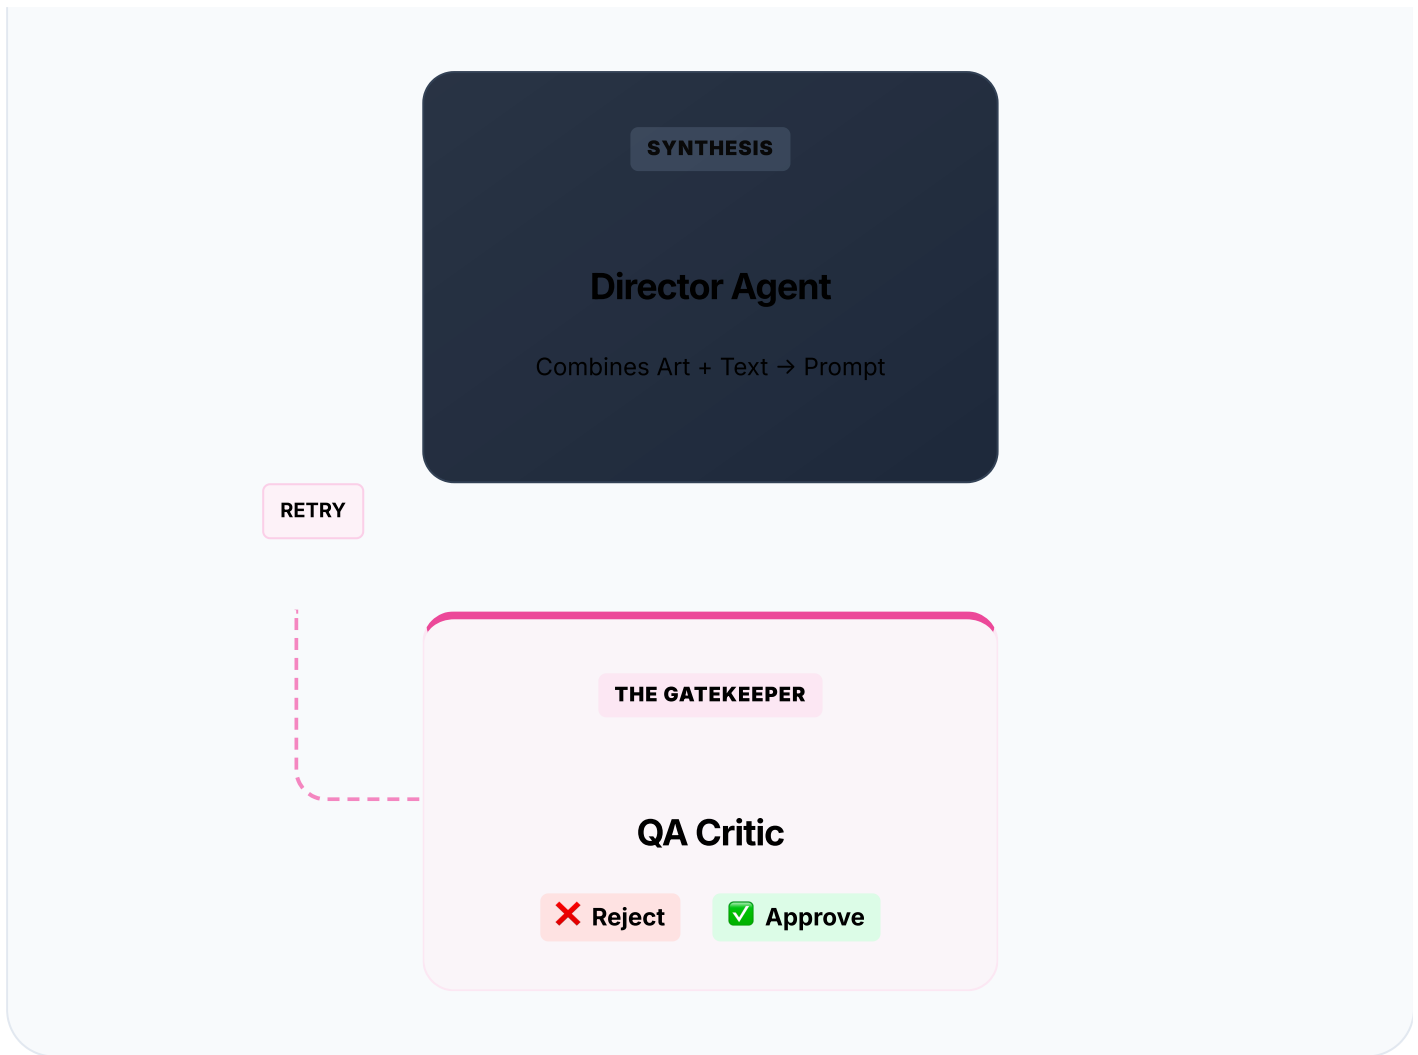 SYNTHESIS
Director Agent
Combines Art + Text → Prompt
RETRY
THE GATEKEEPER
QA Critic
❌ Reject ✅ Approve